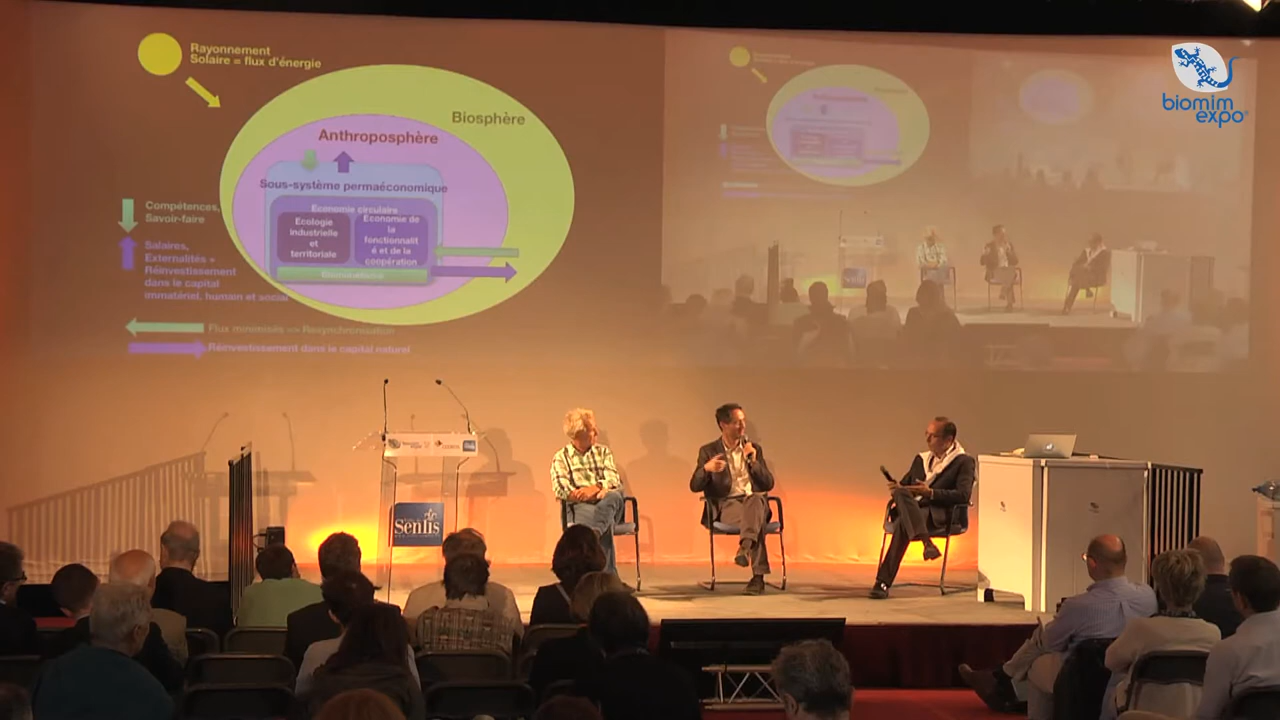 Rayonnement
Solaire = flux d'énergie
Biosphère
Anthroposphère
Sous-système permaéconomique
Economie circulaire
Ecologie
industrielle
et
territoriale
Economie de
la
fonctionnalit
é et de la
coopération
Compétences,
Savoir-faire
Salaires,
Externalités =
Réinvestissement
dans le capital
immatériel, humain et social
Flux minimisés == Resynchronisation
Réinvestissement dans le capital naturel
biomim
expo
Senlis